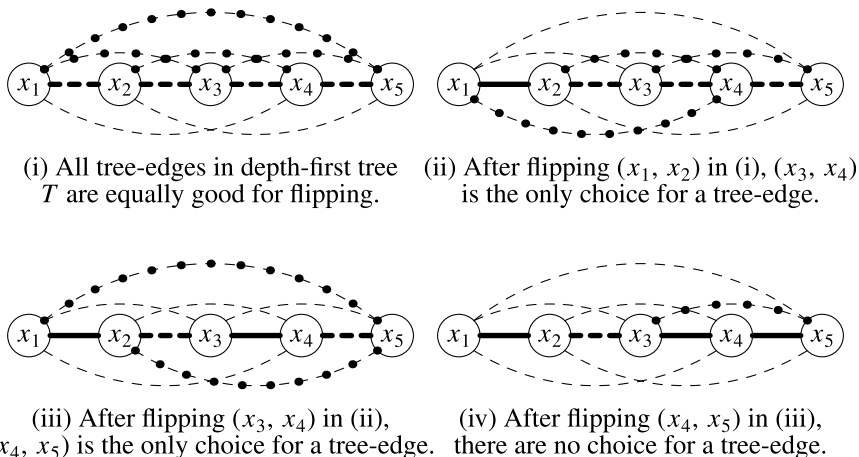 x1 x2 x3 x4 x5
(i) All tree-edges in depth-first tree
T are equally good for flipping.
x1 x2 x3 x4 x5
(ii) After flipping (x1, x2) in (i), (x3, x4)
is the only choice for a tree-edge.
x1 x2 x3 x4 x5
(iii) After flipping (x3, x4) in (ii),
x4, x5) is the only choice for a tree-edge.
x1 x2 x3 x4 x5
(iv) After flipping (x4, x5) in (iii),
there are no choice for a tree-edge.